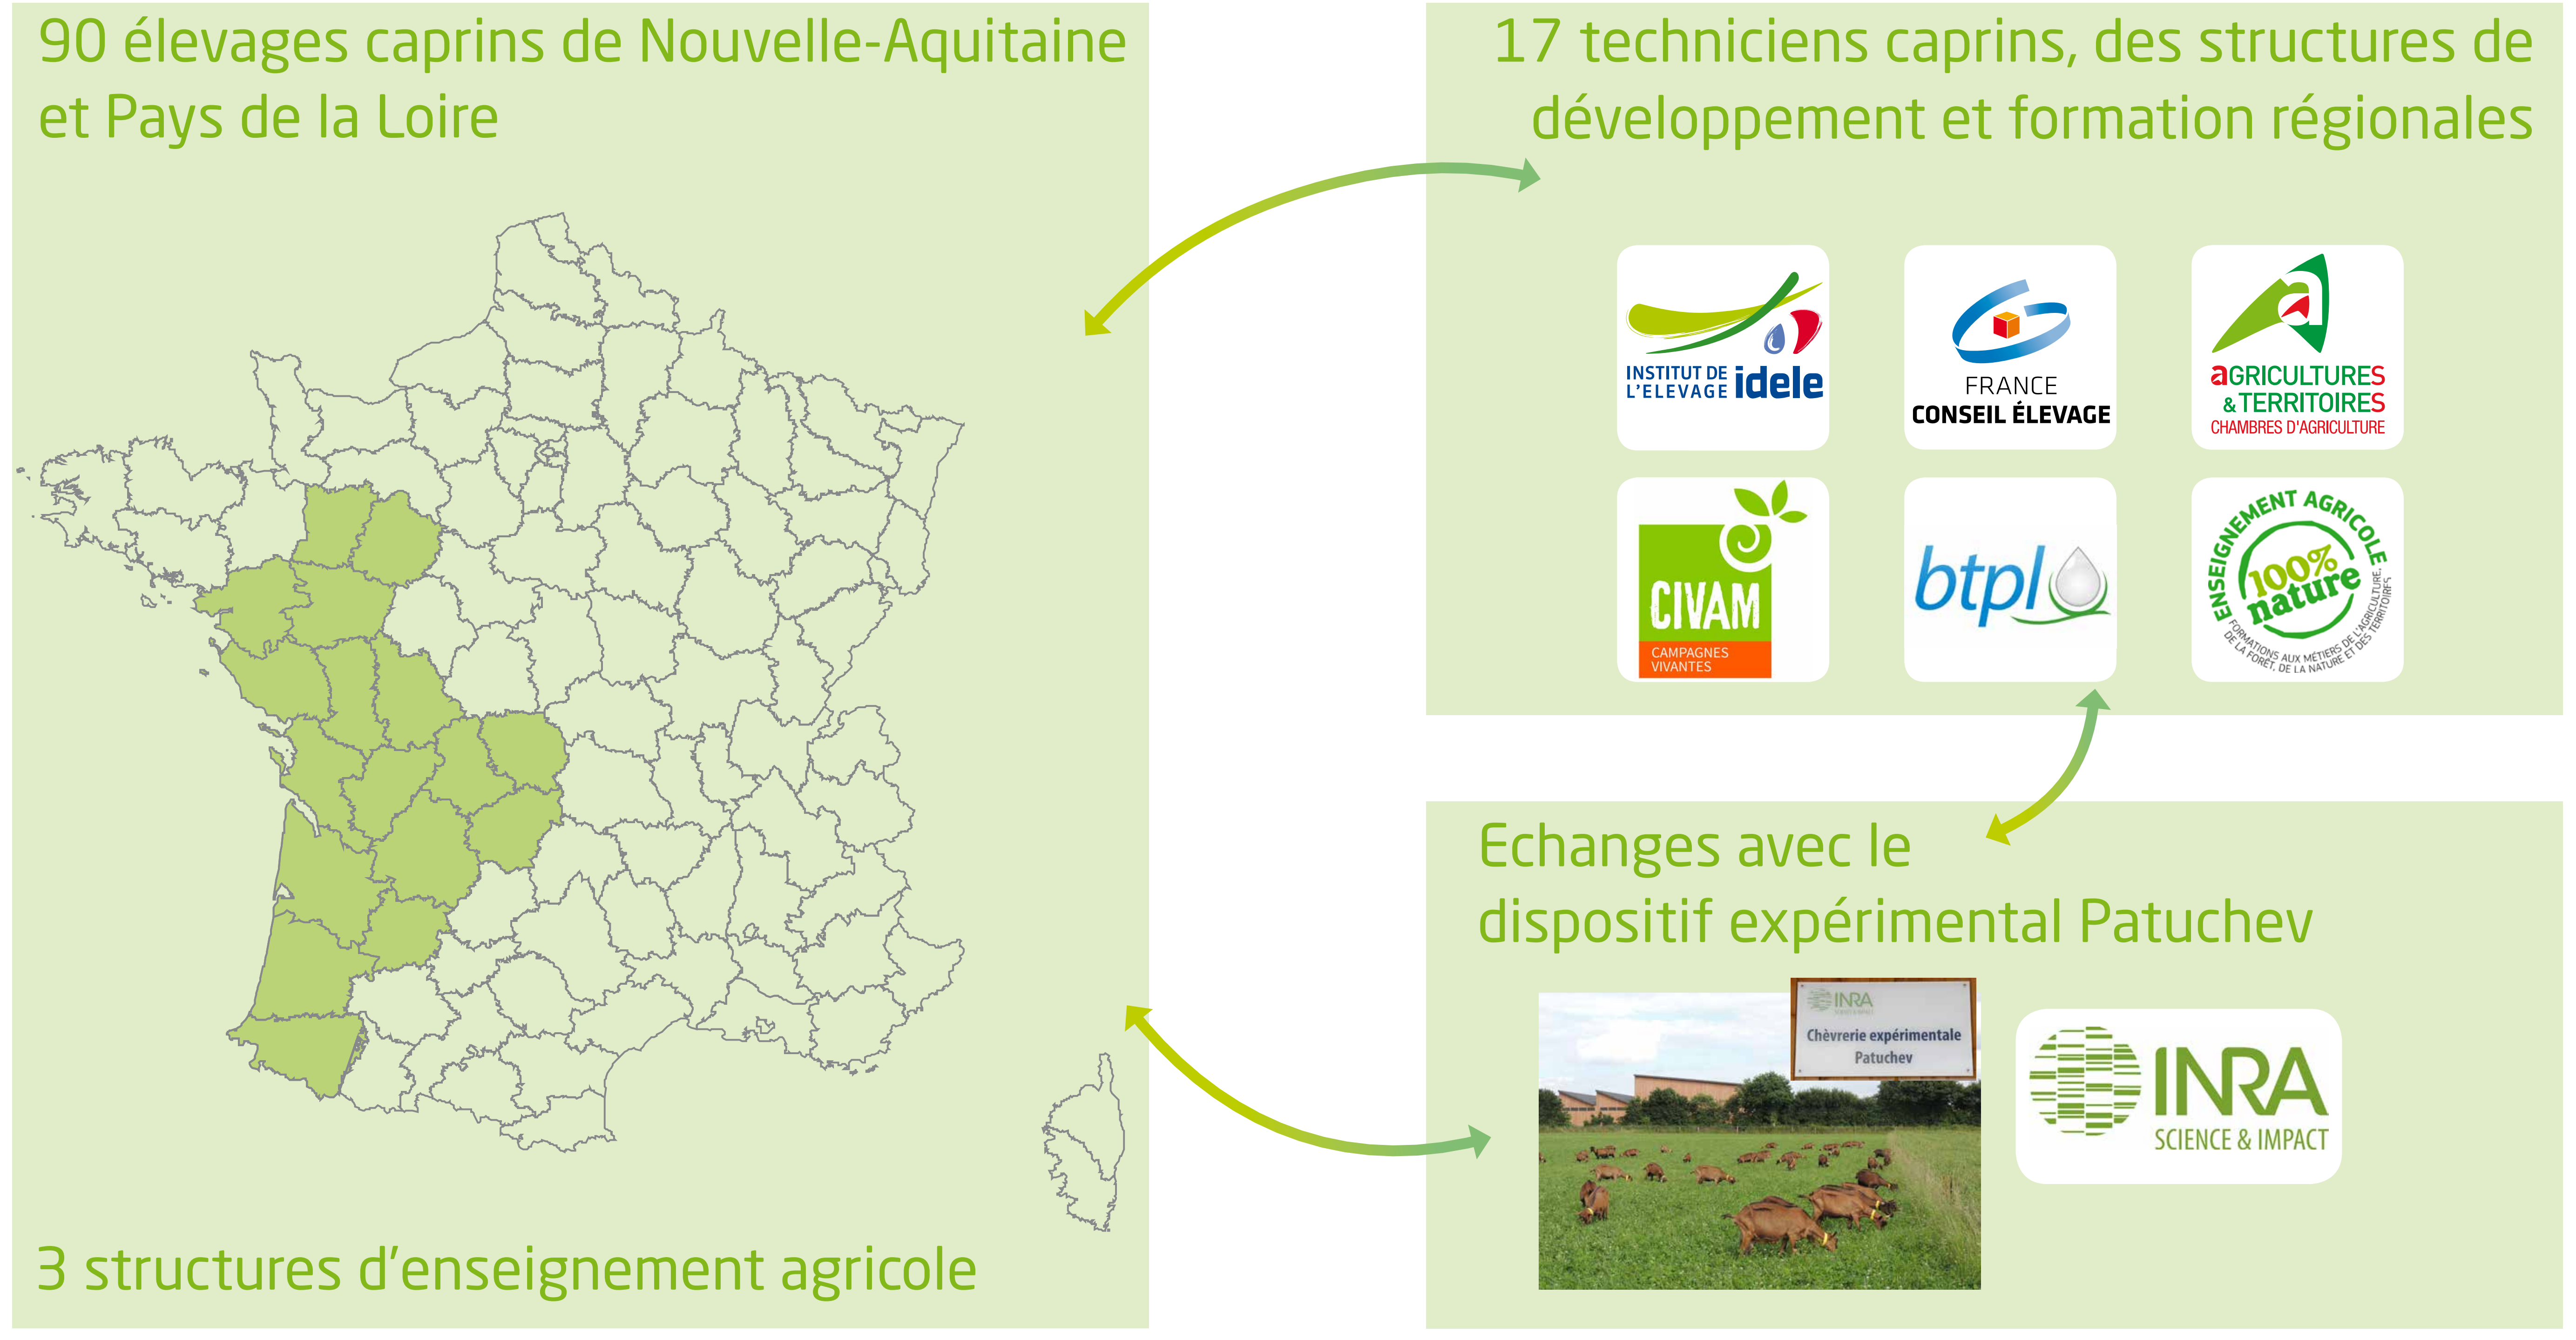 90 élevages caprins de Nouvelle-Aquitaine
et Pays de la Loire
3 structures d'enseignement agricole
17 techniciens caprins, des structures de
développement et formation régionales
INSTITUT DE
L'ELEVAGE idele
FRANCE
CONSEIL ÉLEVAGE
aGRICULTURES
& TERRITOIRES
CHAMBRES D'AGRICULTURE
CIVAM
CAMPAGNES
VIVANTES
btpl
ENSEIGNEMENT AGRICOLE
100%
nature
FORMATIONS AUX MÉTIERS DE L'AGRICULTURE,
DE LA FORÊT, DE LA NATURE ET DES TERRITOIRES
Echanges avec le
dispositif expérimental Patuchev
INRA
SCIENCE & IMPACT
Chèvrerie expérimentale
Patuchev
INRA
SCIENCE & IMPACT